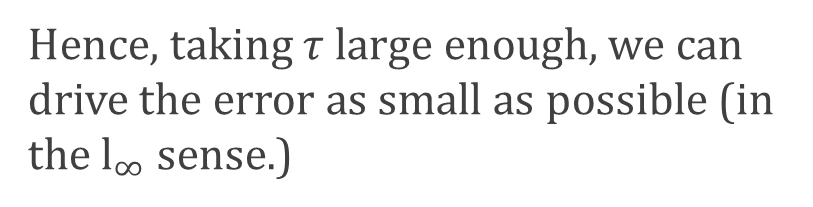 Hence, taking τ large enough, we can
drive the error as small as possible (in
the l∞ sense.)